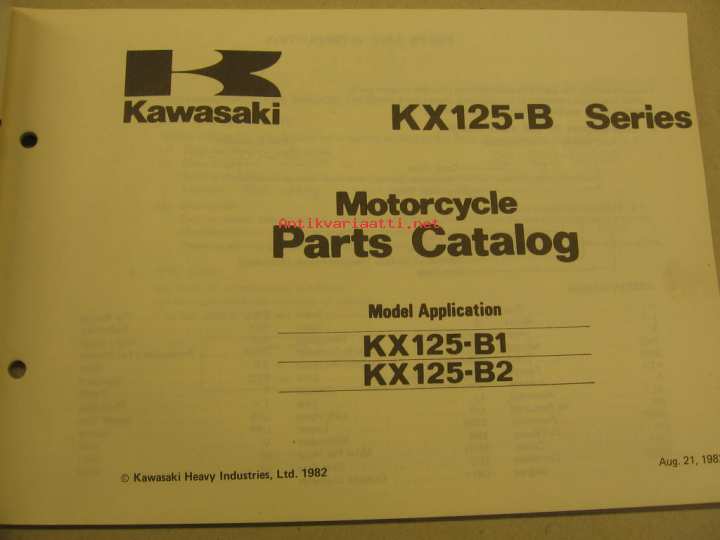 Kawasaki
KX125-B Series
Motorcycle
Antikvariaatti.net
Parts Catalog
Model Application
KX125-B1
KX125-B2
© Kawasaki Heavy Industries, Ltd. 1982
Aug. 21, 198